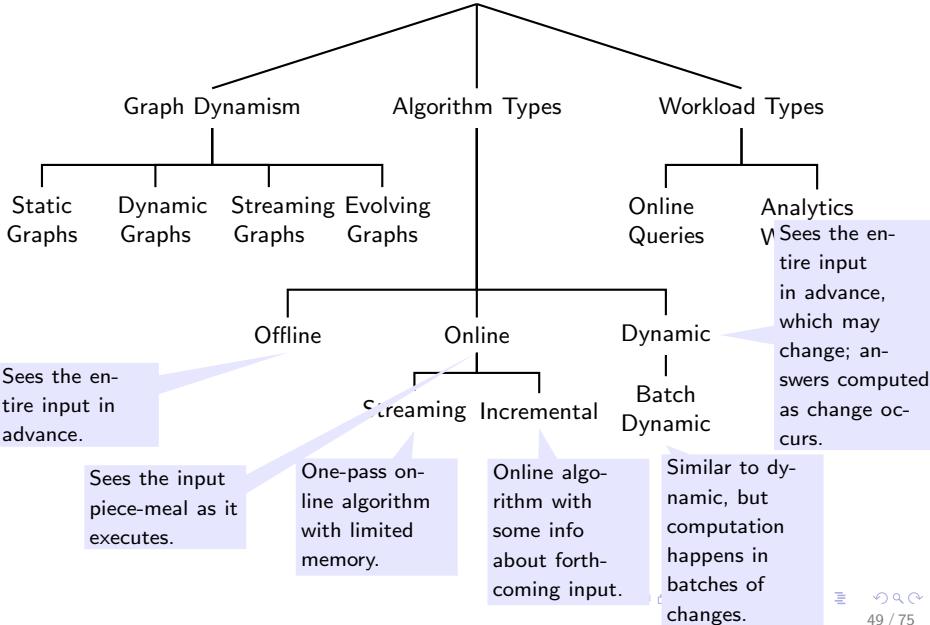 Graph Dynamism
Algorithm Types
Workload Types
Static
Graphs
Dynamic
Graphs
Streaming
Graphs
Evolving
Graphs
Online
Queries
Analytics
Offline
Online
Dynamic
Streaming
Incremental
Batch
Dynamic
Sees the en-
tire input in
advance.
Sees the input
piece-meal as it
executes.
One-pass on-
line algorithm
with limited
memory.
Online algo-
rithm with
some info
about forth-
coming input.
Similar to dy-
namic, but
computation
happens in
batches of
changes.
Sees the en-
tire input
in advance,
which may
change; an-
swers computed
as change oc-
curs.
49 / 75